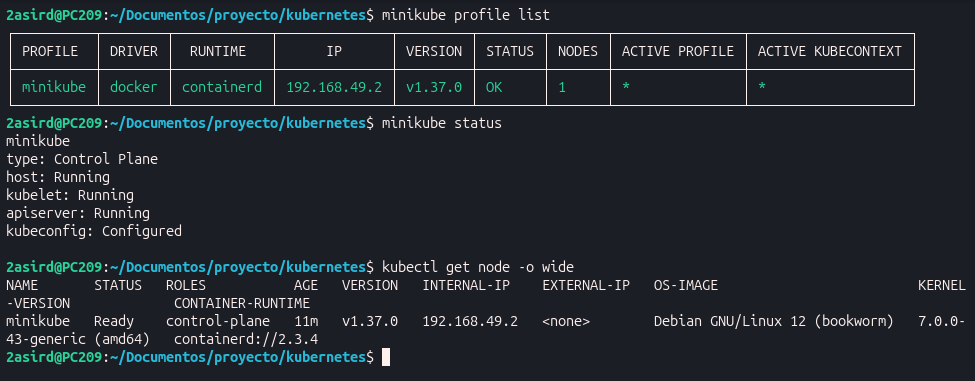 2asird@PC209:~/Documentos/proyecto/kubernetes$ minikube profile list
PROFILE DRIVER RUNTIME IP VERSION STATUS NODES ACTIVE PROFILE ACTIVE KUBECONTEXT
minikube docker containerd 192.168.49.2 v1.37.0 OK 1 * *
2asird@PC209:~/Documentos/proyecto/kubernetes$ minikube status
minikube
type: Control Plane
host: Running
kubelet: Running
apiserver: Running
kubeconfig: Configured
2asird@PC209:~/Documentos/proyecto/kubernetes$ kubectl get node -o wide
NAME STATUS ROLES AGE VERSION INTERNAL-IP EXTERNAL-IP OS-IMAGE KERNEL
-VERSION CONTAINER-RUNTIME
minikube Ready control-plane 11m v1.37.0 192.168.49.2 <none> Debian GNU/Linux 12 (bookworm) 7.0.0-
43-generic (amd64) containerd://2.3.4
2asird@PC209:~/Documentos/proyecto/kubernetes$